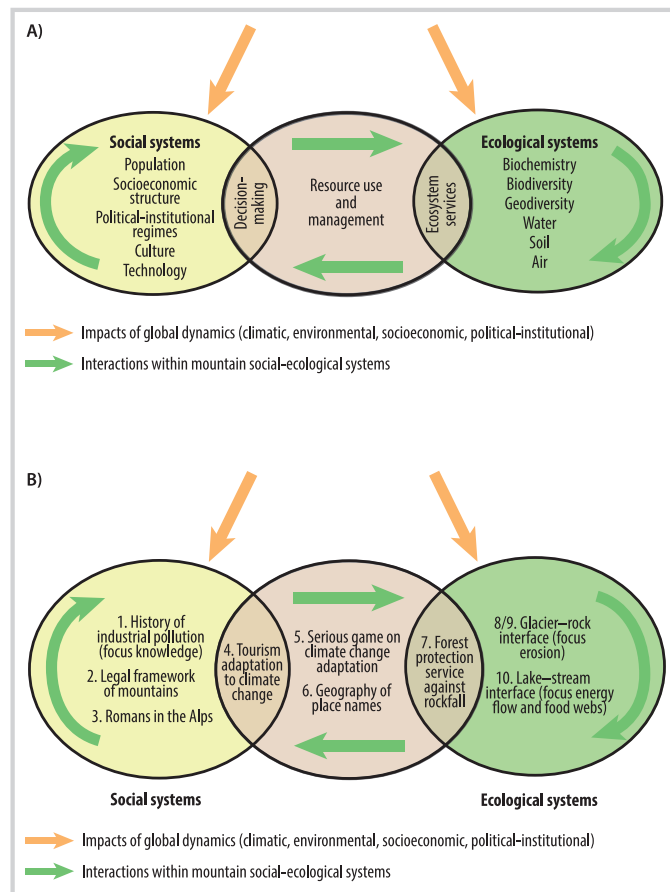 A)
Social systems
Population
Socioeconomic
structure
Political-institutional
regimes
Culture
Technology
Decision-
making
Resource use
and
management
Ecosystem
services
Ecological systems
Biochemistry
Biodiversity
Geodiversity
Water
Soil
Air
Impacts of global dynamics (climatic, environmental, socioeconomic, political-institutional)
Interactions within mountain social-ecological systems
B)
1. History of
industrial pollution
(focus knowledge)
2. Legal framework
of mountains
3. Romans in the Alps
4. Tourism
adaptation
to climate
change
5. Serious game on
climate change
adaptation
6. Geography of
place names
7. Forest
protection
service
against
rockfall
8/9. Glacier–rock
interface (focus
erosion)
10. Lake–stream
interface (focus energy
flow and food webs)
Social systems
Ecological systems
Impacts of global dynamics (climatic, environmental, socioeconomic, political-institutional)
Interactions within mountain social-ecological systems